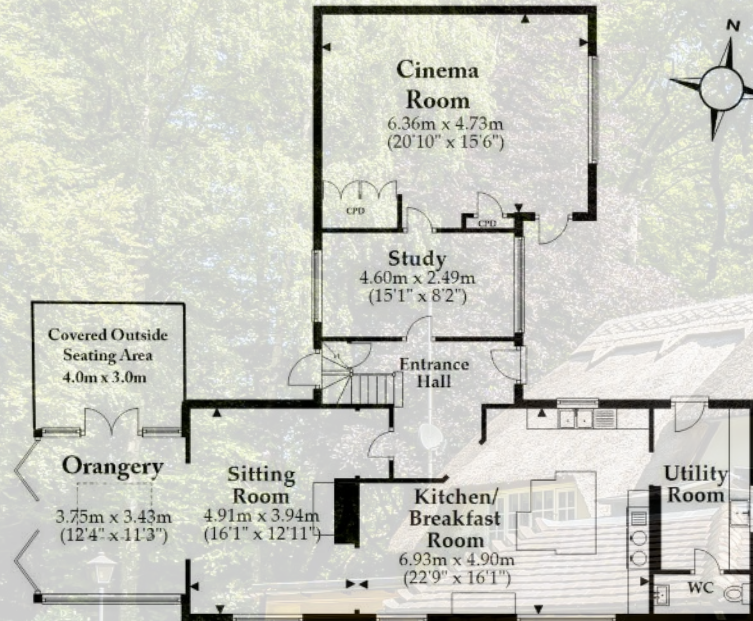 N
Cinema
Room
6.36m x 4.73m
(20'10" x 15'6")
CPD
CPD
Study
4.60m x 2.49m
(15'1" x 8'2")
Covered Outside
Seating Area
4.0m x 3.0m
Entrance
Hall
Orangery
3.75m x 3.43m
(12'4" x 11'3")
Sitting
Room
4.91m x 3.94m
(16'1" x 12'11")
Kitchen/
Breakfast
Room
6.93m x 4.90m
(22'9" x 16'1")
Utility
Room
WC